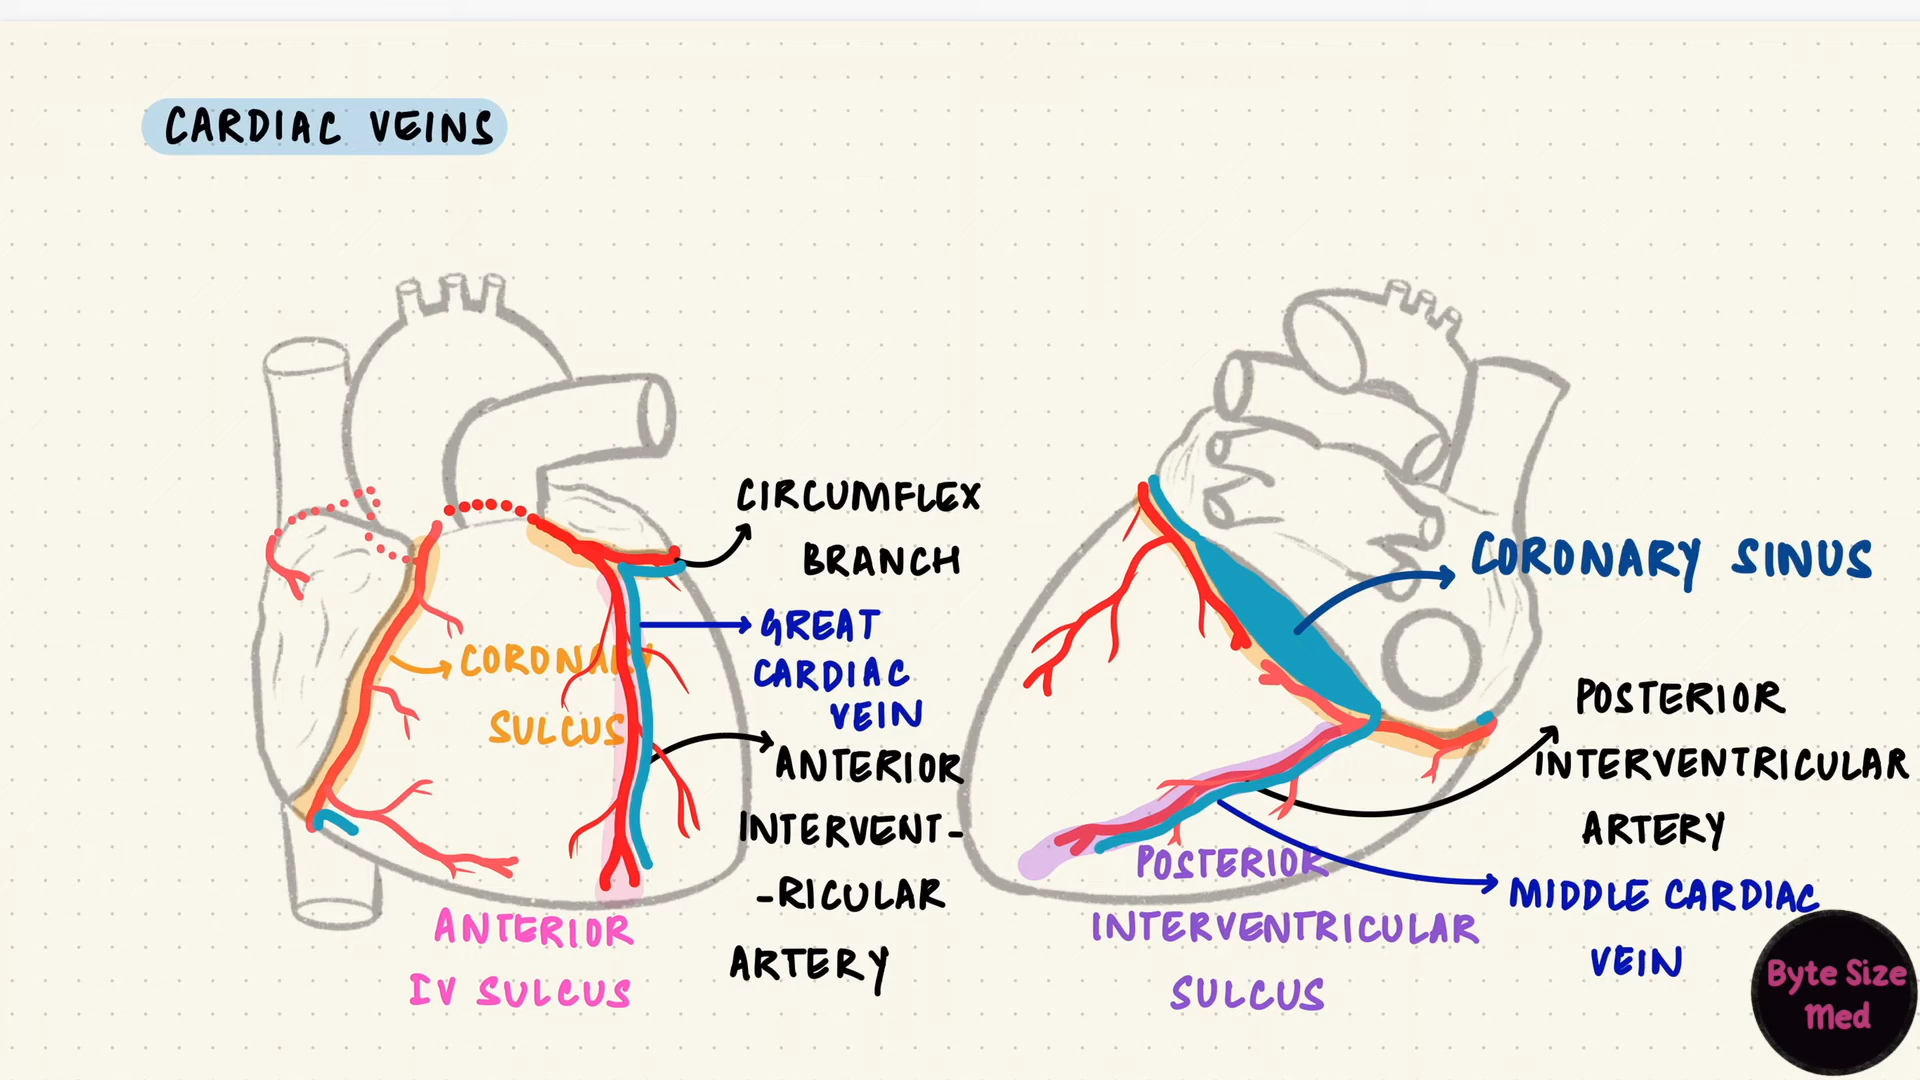 CARDIAC VEINS
CIRCUMFLEX
BRANCH
GREAT
CARDIAC
VEIN
CORONARY
SULCUS
ANTERIOR
INTERVENT-
-RICULAR
ARTERY
ANTERIOR
IV SULCUS
CORONARY SINUS
POSTERIOR
INTERVENTRICULAR
ARTERY
POSTERIOR
INTERVENTRICULAR
SULCUS
MIDDLE CARDIAC
VEIN
Byte Size
Med